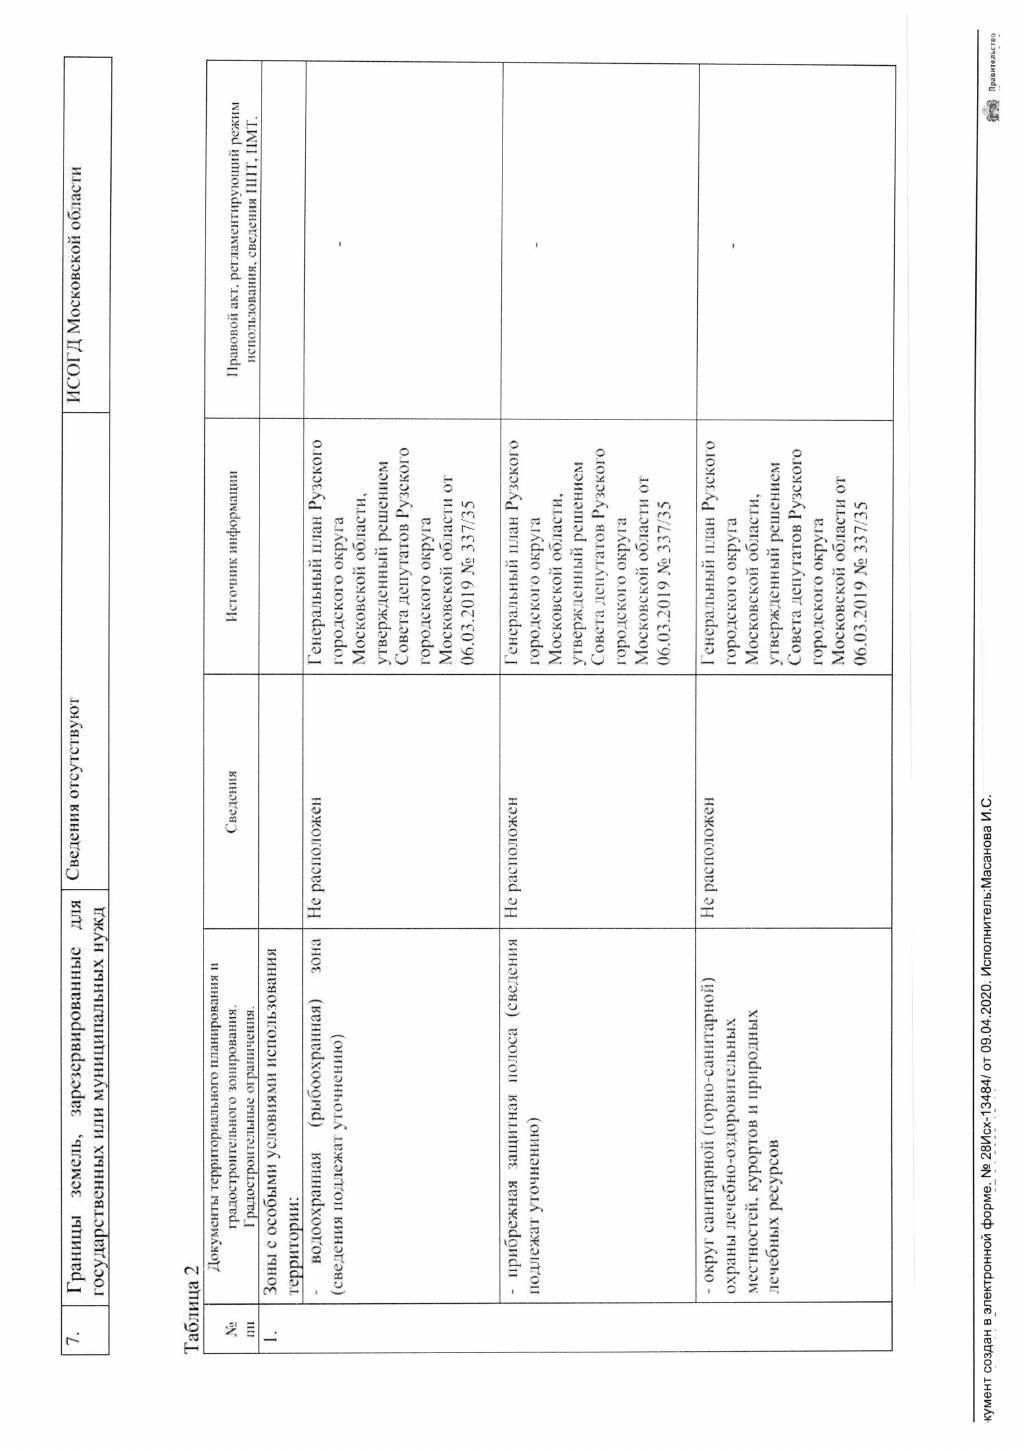 7.
Границы земель, зарезервированные для
государственных или муниципальных нужд
Сведения отсутствуют
ИСОГД Московской области
Таблица 2
№
пп
Документы территориального планирования и
градостроительного зонирования.
Градостроительные ограничения.
Сведения
Источник информации
Правовой акт, регламентирующий режим
использования, сведения ППТ, ПМТ.
1.
Зоны с особыми условиями использования
территории:
- водоохранная (рыбоохранная) зона
(сведения подлежат уточнению)
Не расположен
Генеральный план Рузского
городского округа
Московской области,
утвержденный решением
Совета депутатов Рузского
городского округа
Московской области от
06.03.2019 № 337/35
-
- прибрежная защитная полоса (сведения
подлежат уточнению)
Не расположен
Генеральный план Рузского
городского округа
Московской области,
утвержденный решением
Совета депутатов Рузского
городского округа
Московской области от
06.03.2019 № 337/35
-
- округ санитарной (горно-санитарной)
охраны лечебно-оздоровительных
местностей, курортов и природных
лечебных ресурсов
Не расположен
Генеральный план Рузского
городского округа
Московской области,
утвержденный решением
Совета депутатов Рузского
городского округа
Московской области от
06.03.2019 № 337/35
-
кумент создан в электронной форме. № 28Исх-13484/ от 09.04.2020. Исполнитель:Масанова И.С.
Правительство